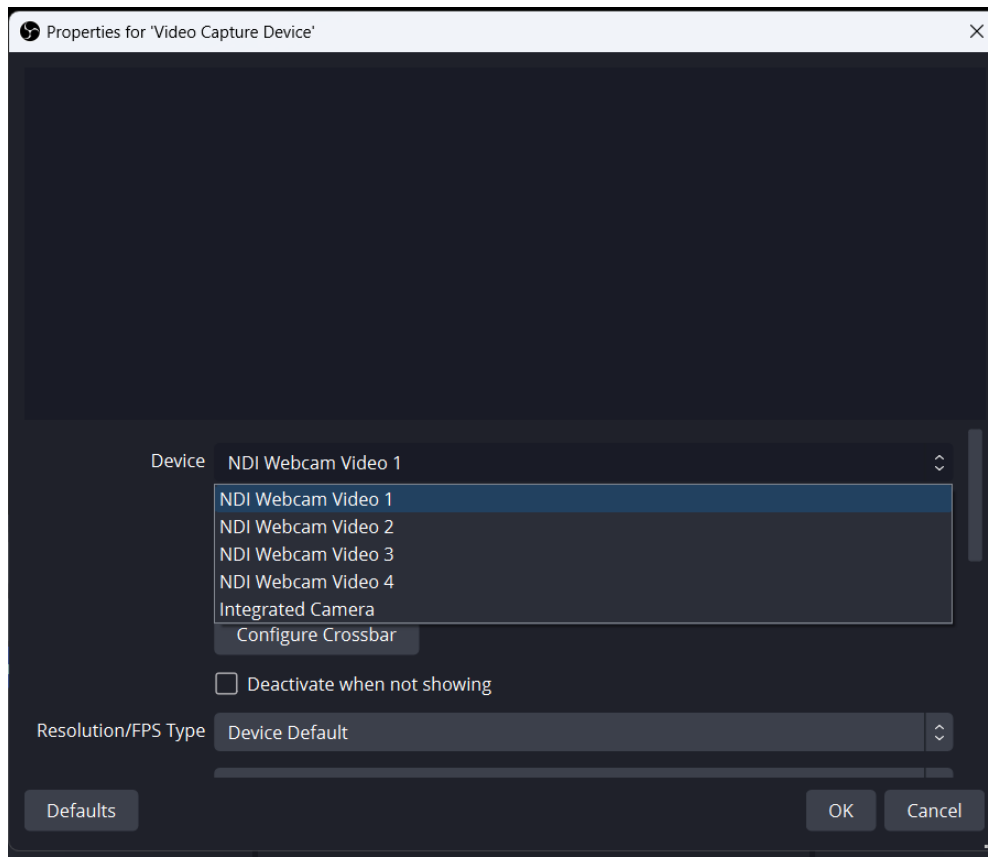 Properties for 'Video Capture Device'
Device NDI Webcam Video 1
NDI Webcam Video 1
NDI Webcam Video 2
NDI Webcam Video 3
NDI Webcam Video 4
Integrated Camera
Configure Crossbar
Deactivate when not showing
Resolution/FPS Type Device Default
Defaults OK Cancel